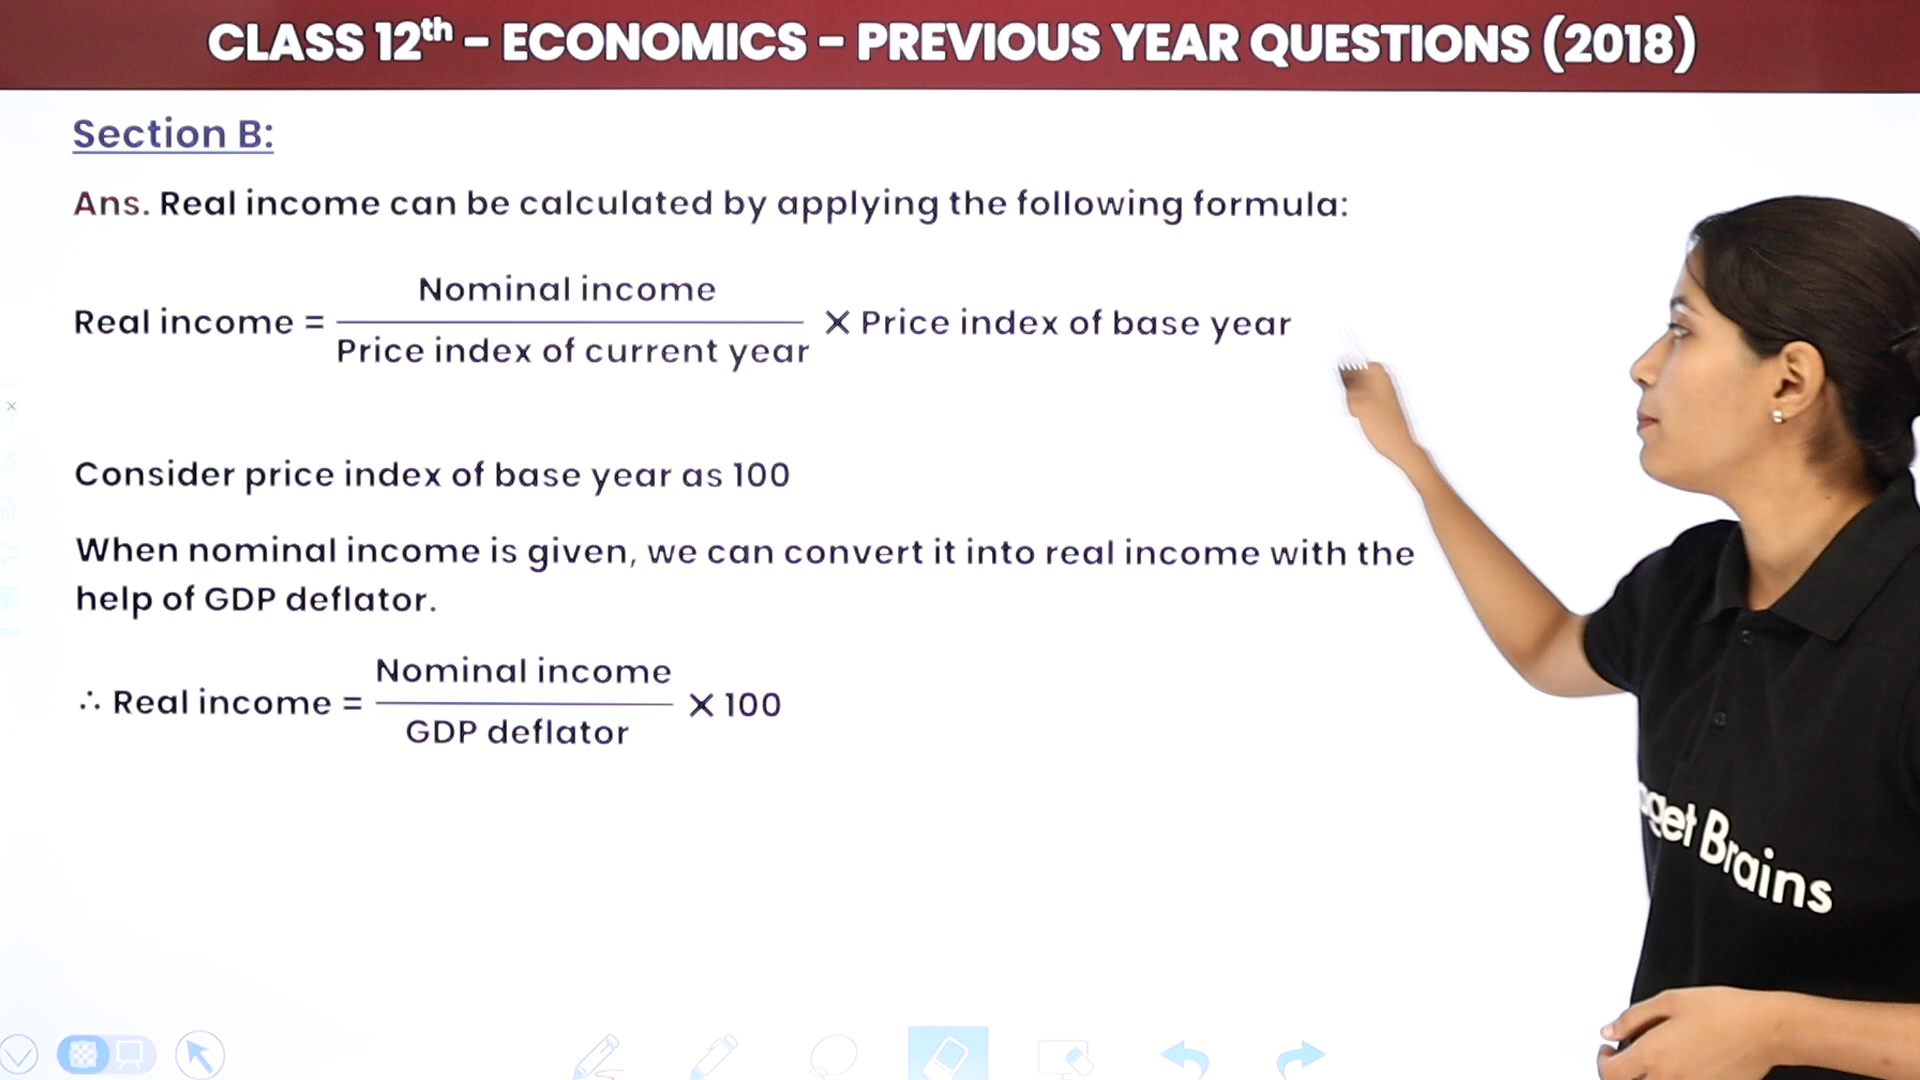 CLASS 12th – ECONOMICS – PREVIOUS YEAR QUESTIONS (2018)
Section B:
Ans. Real income can be calculated by applying the following formula:
Nominal income
Real income = ——— × Price index of base year
Price index of current year
Consider price index of base year as 100
When nominal income is given, we can convert it into real income with the
help of GDP deflator.
Nominal income
∴ Real income = ——— × 100
GDP deflator
Brains